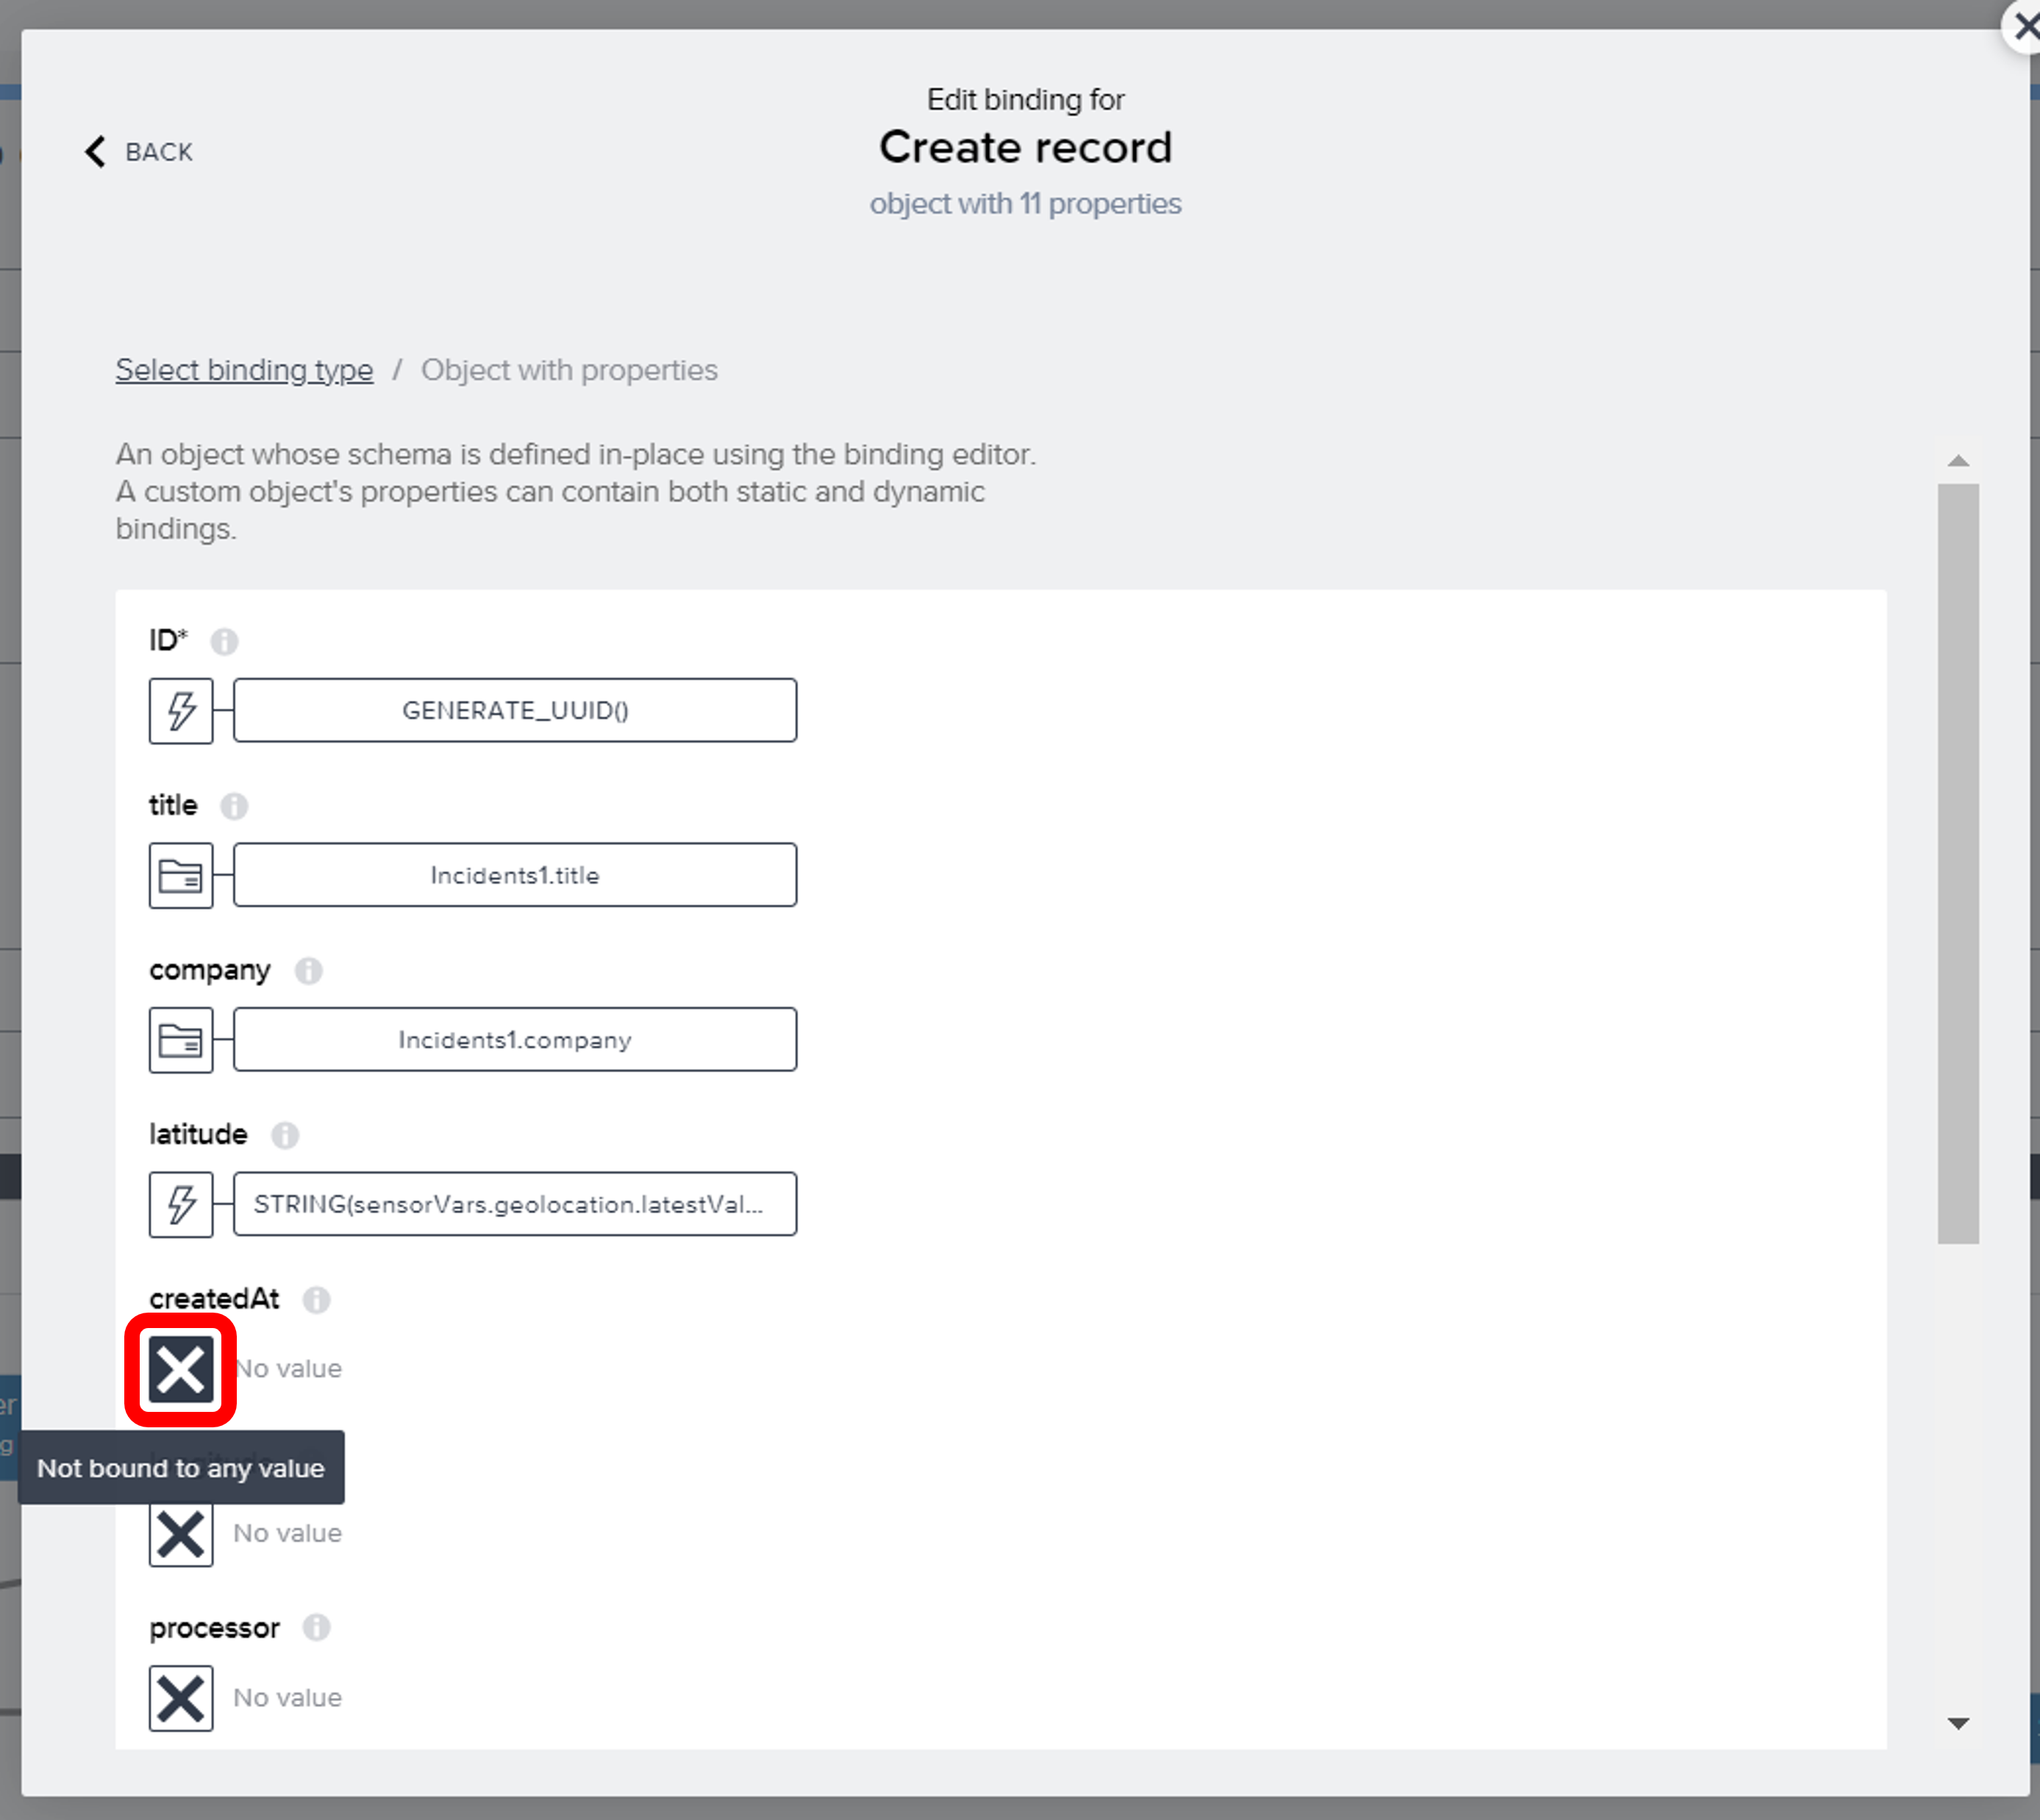 Edit binding for
BACK
Create record
object with 11 properties
Select binding type / Object with properties
An object whose schema is defined in-place using the binding editor.
A custom object's properties can contain both static and dynamic
bindings.
ID*
GENERATE_UUID()
title
Incidents1.title
company
Incidents1.company
latitude
STRING(sensorVars.geolocation.latestVal...
createdAt
No value
er
g
Not bound to any value
No value
processor
No value